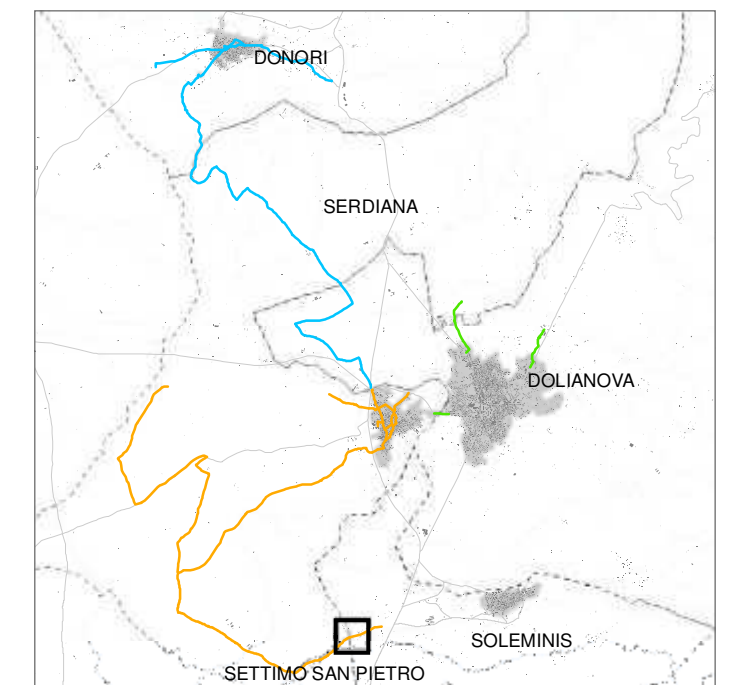 DONORI
SERDIANA
DOLIANOVA
SOLEMINIS
SETTIMO SAN PIETRO